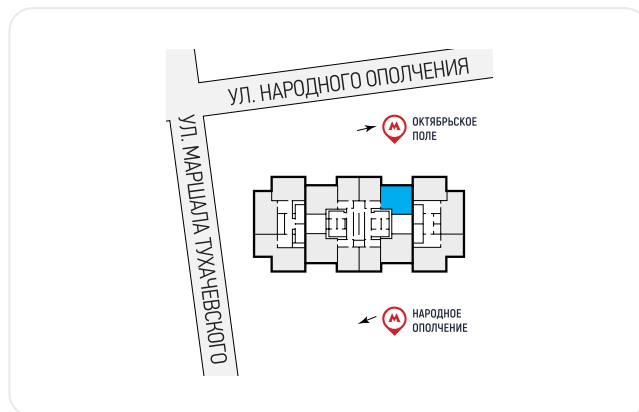 УЛ. НАРОДНОГО ОПОЛЧЕНИЯ
ОКТЯБРЬСКОЕ
ПОЛЕ
УЛ. МАРШАЛА ТУХАЧЕВСКОГО
НАРОДНОЕ
ОПОЛЧЕНИЕ